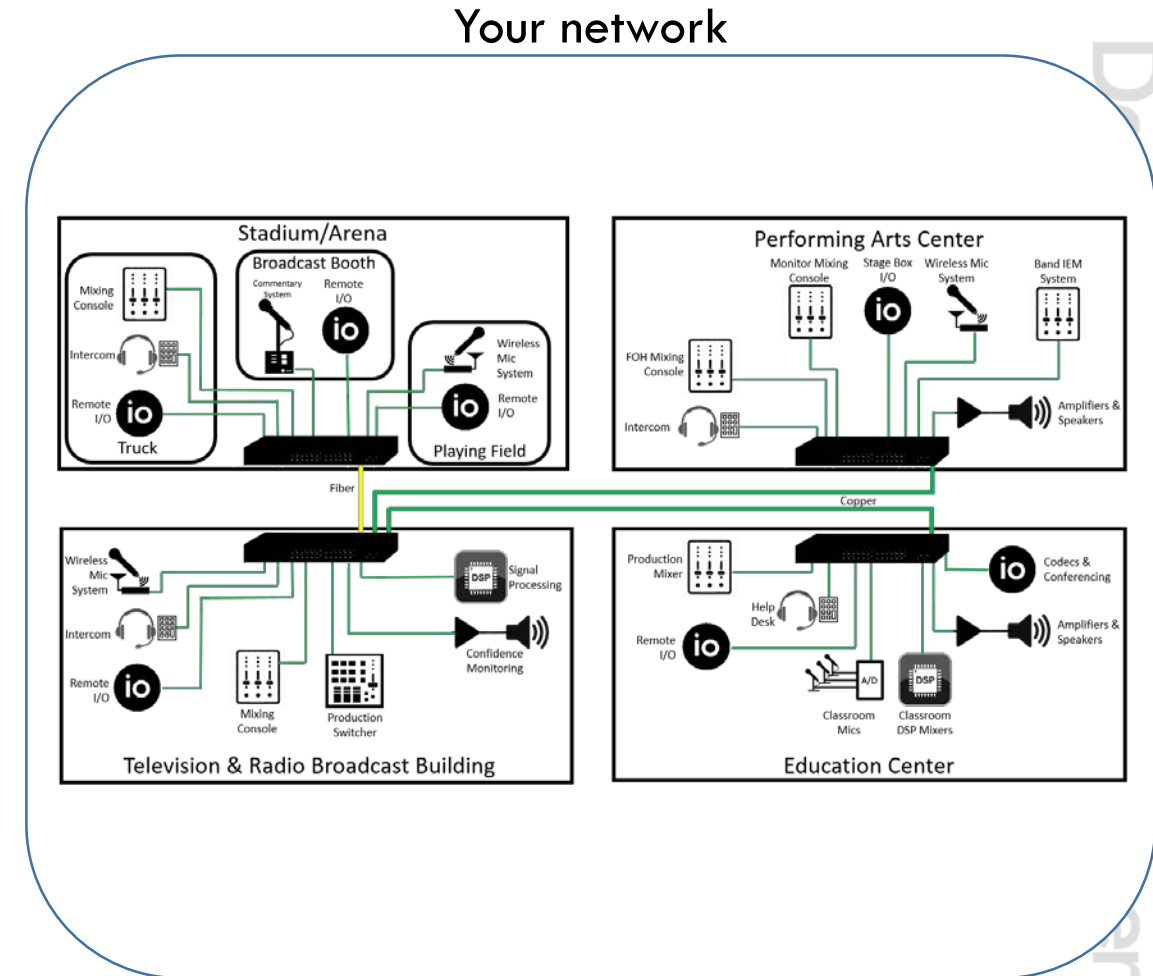 Your network
Stadium/Arena
Mixing
Console
Intercom
Remote
I/O
io
Truck
Broadcast Booth
Commentary
System
Remote
I/O
io
Wireless
Mic
System
io
Remote
I/O
Playing Field
Performing Arts Center
Monitor Mixing
Console
Stage Box
I/O
io
Wireless Mic
System
Band IEM
System
FOH Mixing
Console
Intercom
Amplifiers &
Speakers
Fiber
Copper
Wireless
Mic
System
Intercom
Remote
I/O
io
Mixing
Console
Production
Switcher
DSP
Signal
Processing
Confidence
Monitoring
Television & Radio Broadcast Building
Production
Mixer
Help
Desk
Remote
I/O
io
A/D
Classroom
Mics
DSP
Classroom
DSP Mixers
io
Codecs &
Conferencing
Amplifiers &
Speakers
Education Center